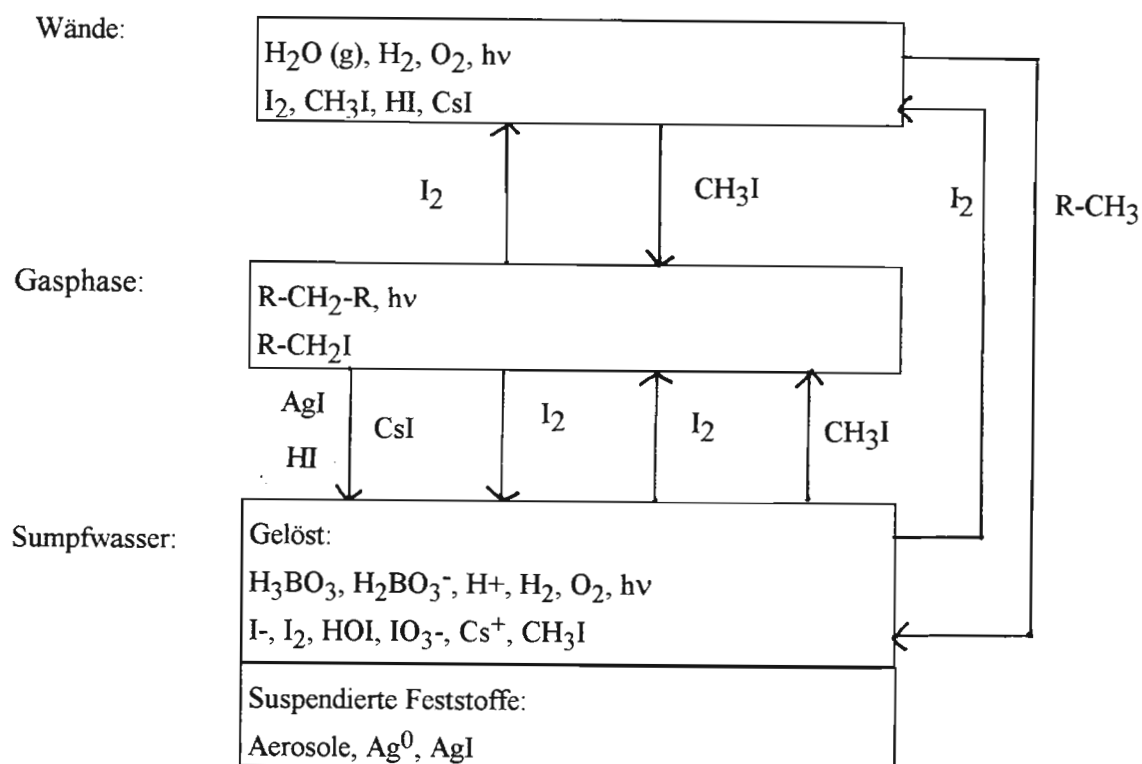 Wände:
H₂O (g), H₂, O₂, hν
I₂, CH₃I, HI, CsI
I₂
CH₃I
I₂
R-CH₃
Gasphase:
R-CH₂-R, hν
R-CH₂I
AgI
HI
CsI
I₂
I₂
CH₃I
Sumpfwasser:
Gelöst:
H₃BO₃, H₂BO₃⁻, H+, H₂, O₂, hν
I-, I₂, HOI, IO₃-, Cs⁺, CH₃I
Suspendierte Feststoffe:
Aerosole, Ag⁰, AgI